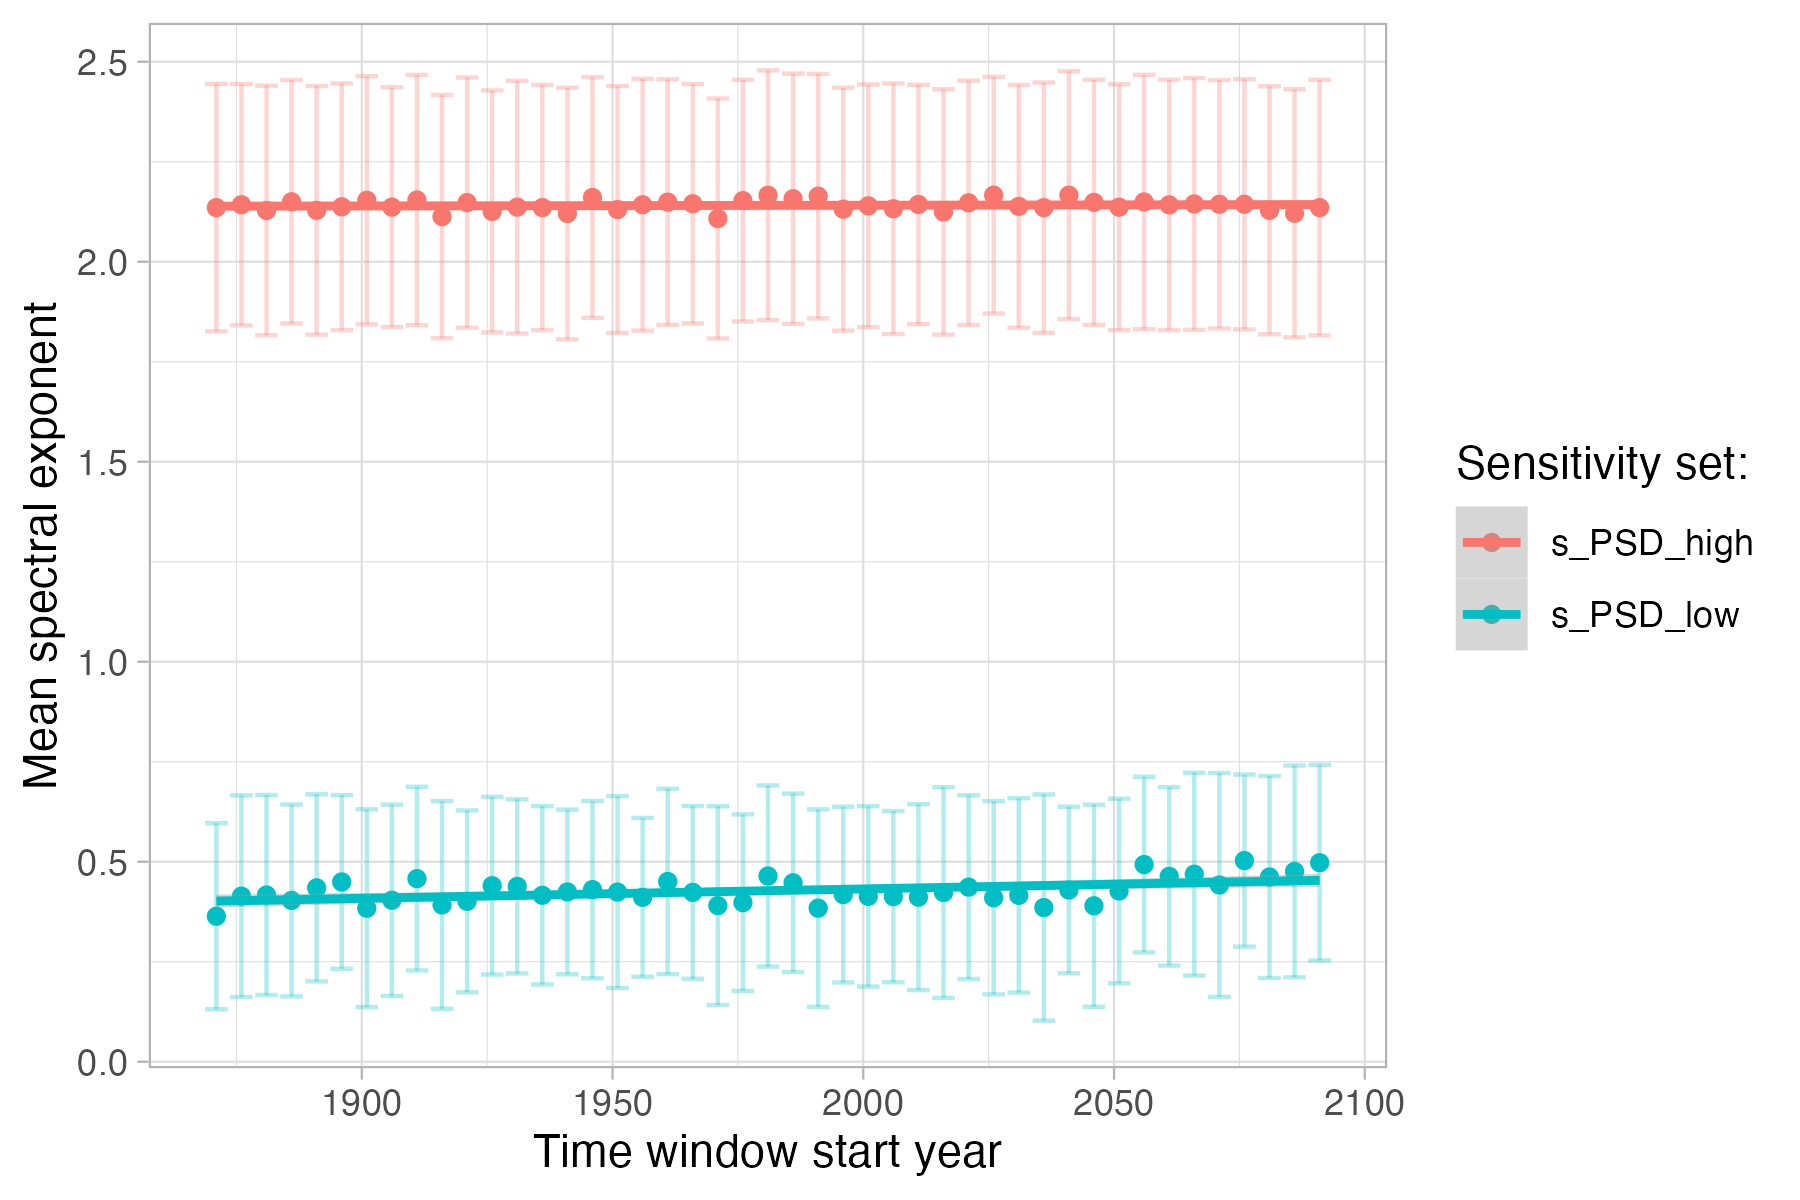 2.5
2.0
1.5
1.0
0.5
0.0
Mean spectral exponent
1900 1950 2000 2050 2100
Time window start year
Sensitivity set:
s_PSD_high
s_PSD_low